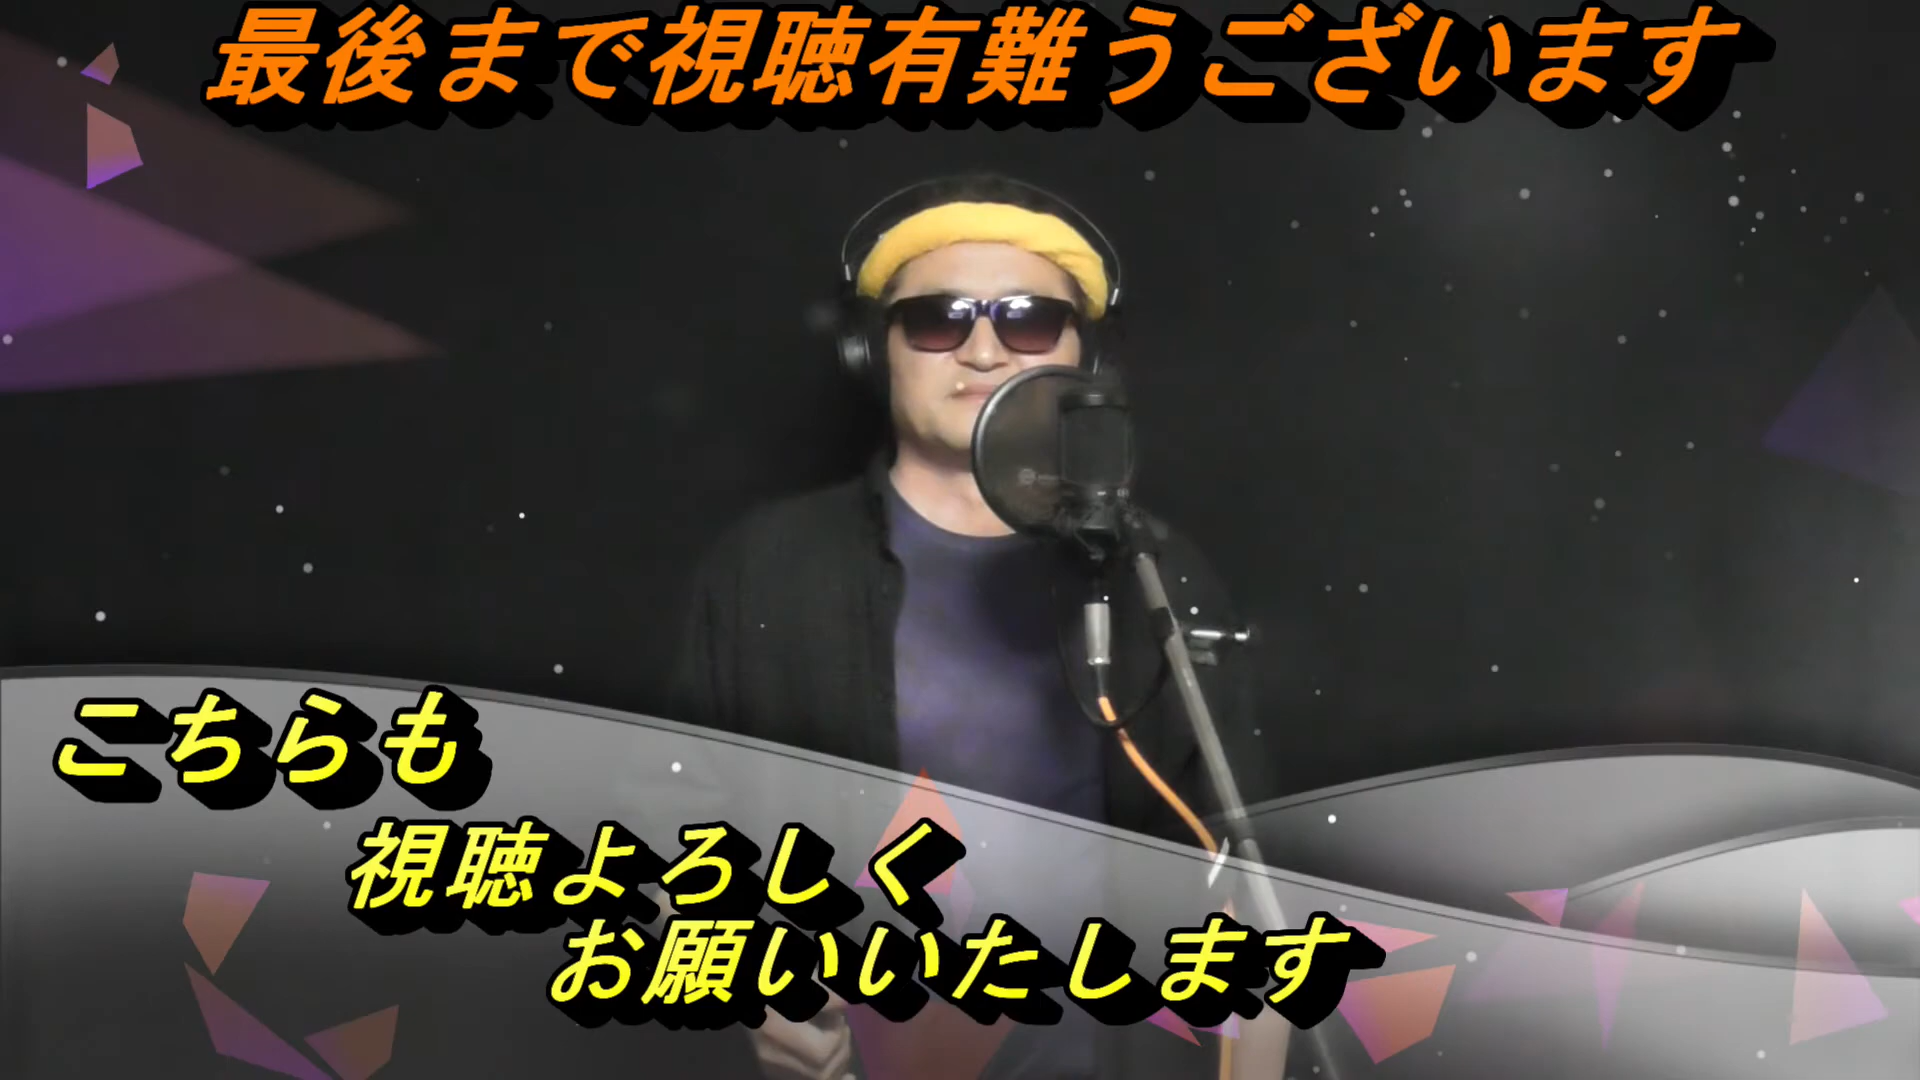 最後まで視聴有難うございます
こちらも
視聴よろしく
お願いいたします